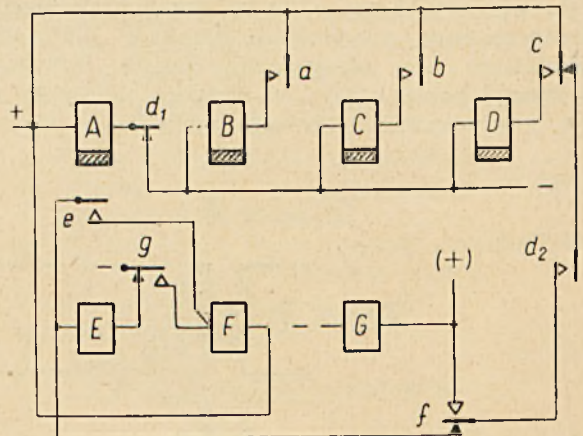 a b c
+ A d₁ B C D
−
e
− g d₂
(+)
E F − G
f